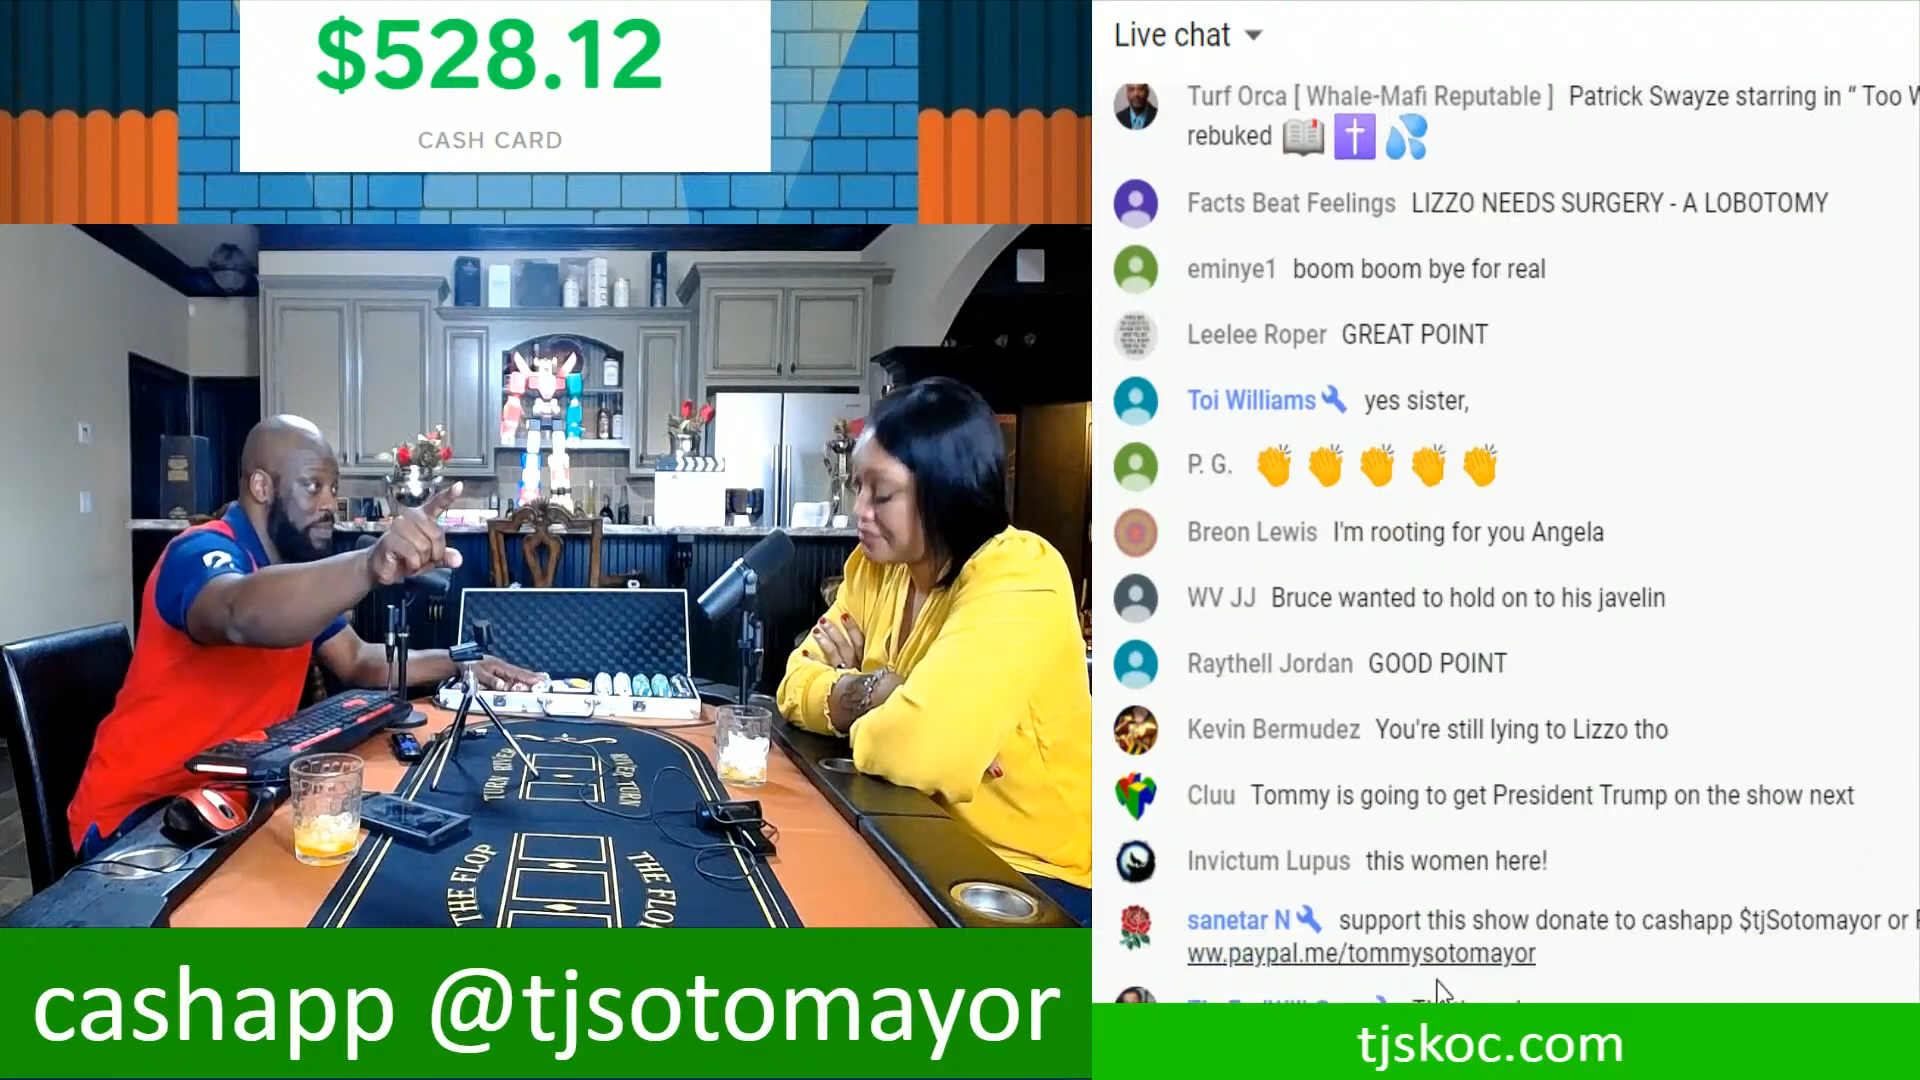 $528.12
CASH CARD
TURN RIVER
RIVER TURN
THE FLOP
THE FLOP
cashapp @tjsotomayor
Live chat
Turf Orca [ Whale-Mafi Reputable ] Patrick Swayze starring in “ Too
rebuked
Facts Beat Feelings LIZZO NEEDS SURGERY - A LOBOTOMY
eminye1 boom boom bye for real
Leelee Roper GREAT POINT
Toi Williams yes sister,
P. G. 👏👏👏👏👏
Breon Lewis I'm rooting for you Angela
WV JJ Bruce wanted to hold on to his javelin
Raythell Jordan GOOD POINT
Kevin Bermudez You're still lying to Lizzo tho
Cluu Tommy is going to get President Trump on the show next
Invictum Lupus this women here!
sanetar N support this show donate to cashapp $tjSotomayor or
ww.paypal.me/tommysotomayor
tjskoc.com